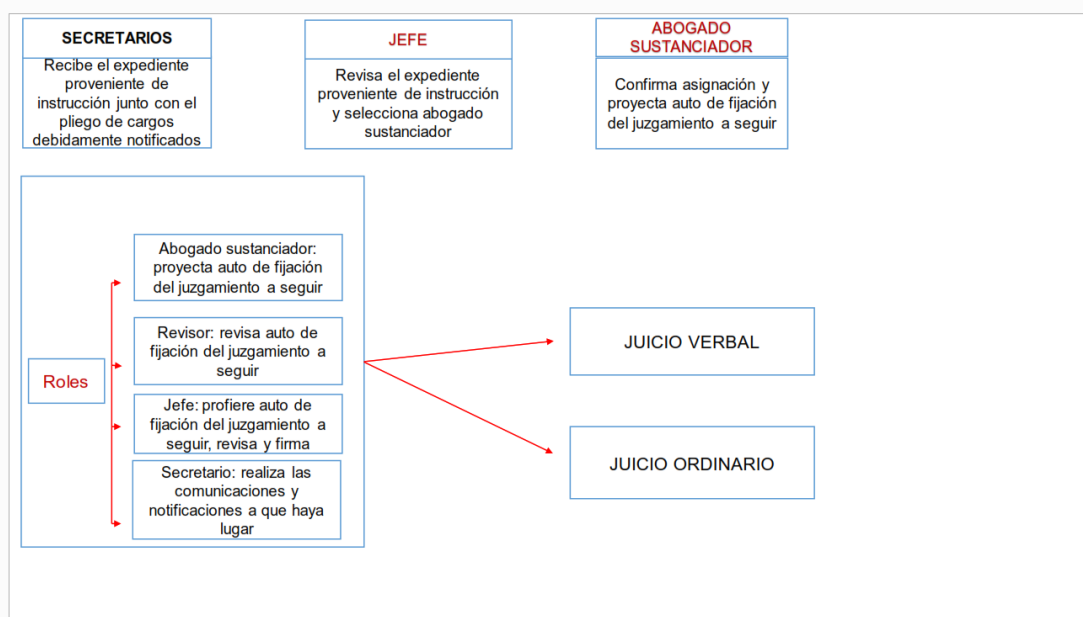 SECRETARIOS
Recibe el expediente
proveniente de
instrucción junto con el
pliego de cargos
debidamente notificados
JEFE
Revisa el expediente
proveniente de instrucción
y selecciona abogado
sustanciador
ABOGADO
SUSTANCIADOR
Confirma asignación y
proyecta auto de fijación
del juzgamiento a seguir
Roles
Abogado sustanciador:
proyecta auto de fijación
del juzgamiento a seguir
Revisor: revisa auto de
fijación del juzgamiento a
seguir
Jefe: profiere auto de
fijación del juzgamiento a
seguir, revisa y firma
Secretario: realiza las
comunicaciones y
notificaciones a que haya
lugar
JUICIO VERBAL
JUICIO ORDINARIO